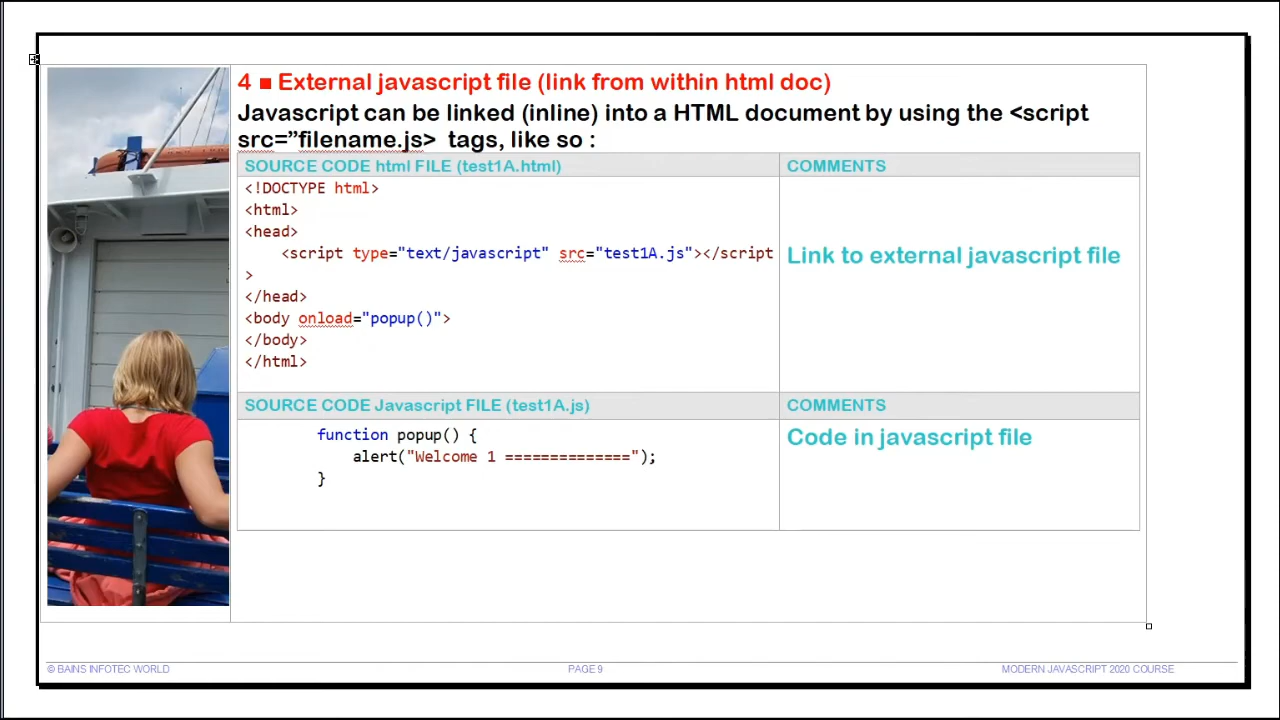 4 ■ External javascript file (link from within html doc)
Javascript can be linked (inline) into a HTML document by using the <script
src=”filename.js> tags, like so :
SOURCE CODE html FILE (test1A.html)
COMMENTS
<!DOCTYPE html>
<html>
<head>
<script type="text/javascript" src="test1A.js"></script
>
</head>
<body onload="popup()">
</body>
</html>
Link to external javascript file
SOURCE CODE Javascript FILE (test1A.js)
COMMENTS
function popup() {
alert("Welcome 1 ==============");
}
Code in javascript file
© BAINS INFOTEC WORLD
PAGE 9
MODERN JAVASCRIPT 2020 COURSE